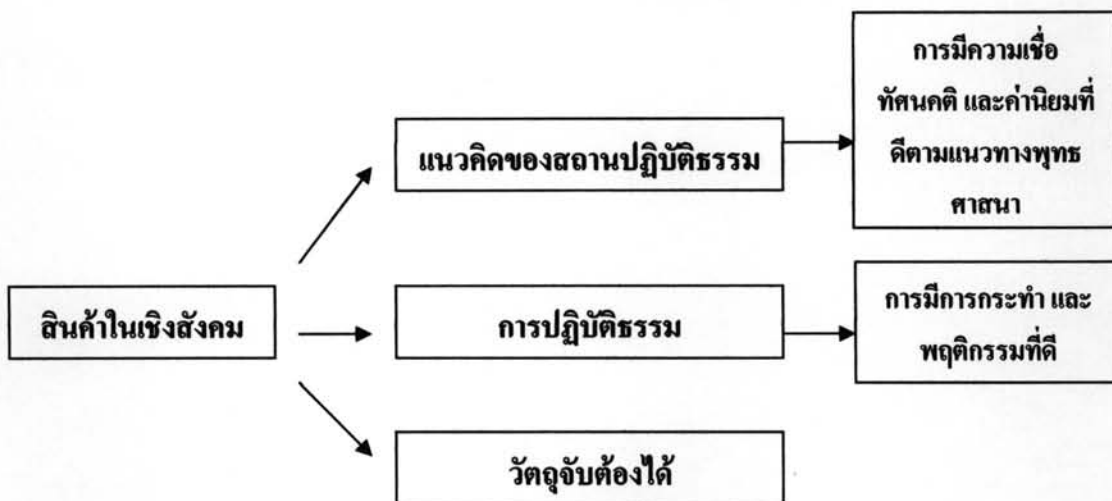 การมีความเชื่อ
ทัศนคติ และค่านิยมที่
ดีตามแนวทางพุทธ
ศาสนา
แนวคิดของสถานปฏิบัติธรรม
สินค้าในเชิงสังคม
การปฏิบัติธรรม
การมีการกระทำ และ
พฤติกรรมที่ดี
วัตถุจับต้องได้